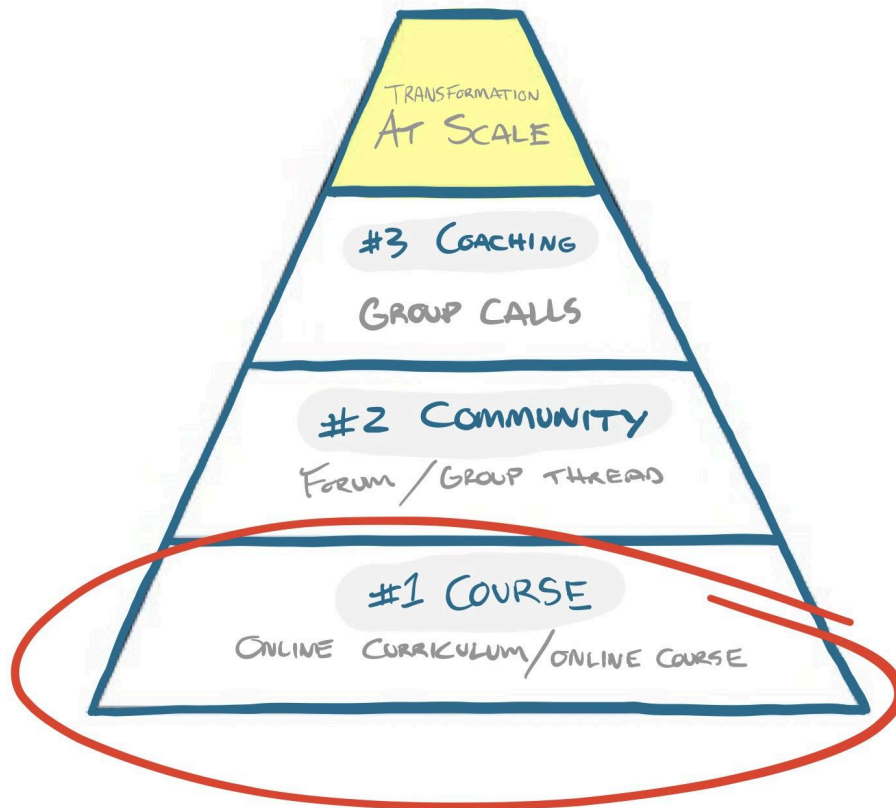 TRANSFORMATION
AT SCALE
#3 COACHING
GROUP CALLS
#2 COMMUNITY
FORUM / GROUP THREAD
#1 COURSE
ONLINE CURRICULUM/ONLINE COURSE